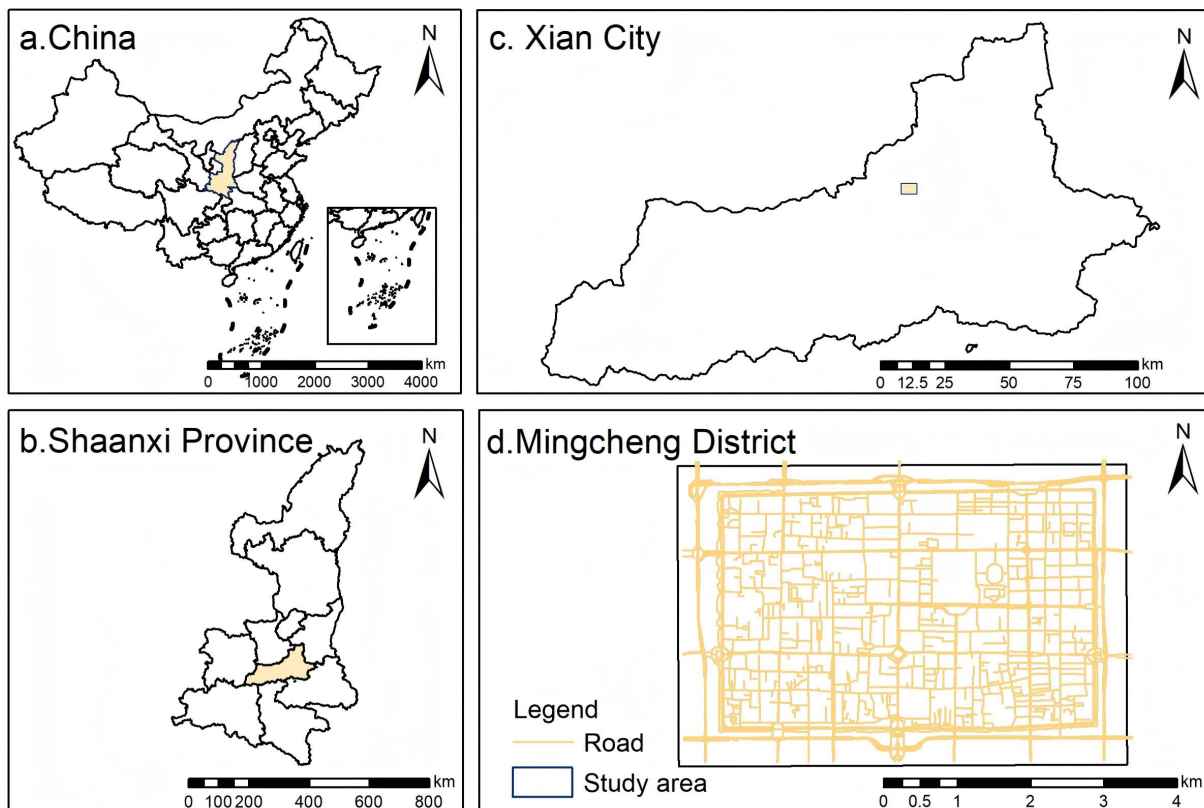 a.China
N
km
0 1000 2000 3000 4000
c. Xian City
N
km
0 12.5 25 50 75 100
b.Shaanxi Province
N
km
0 100 200 400 600 800
d.Mingcheng District
N
Legend
Road
Study area
km
0 0.5 1 2 3 4